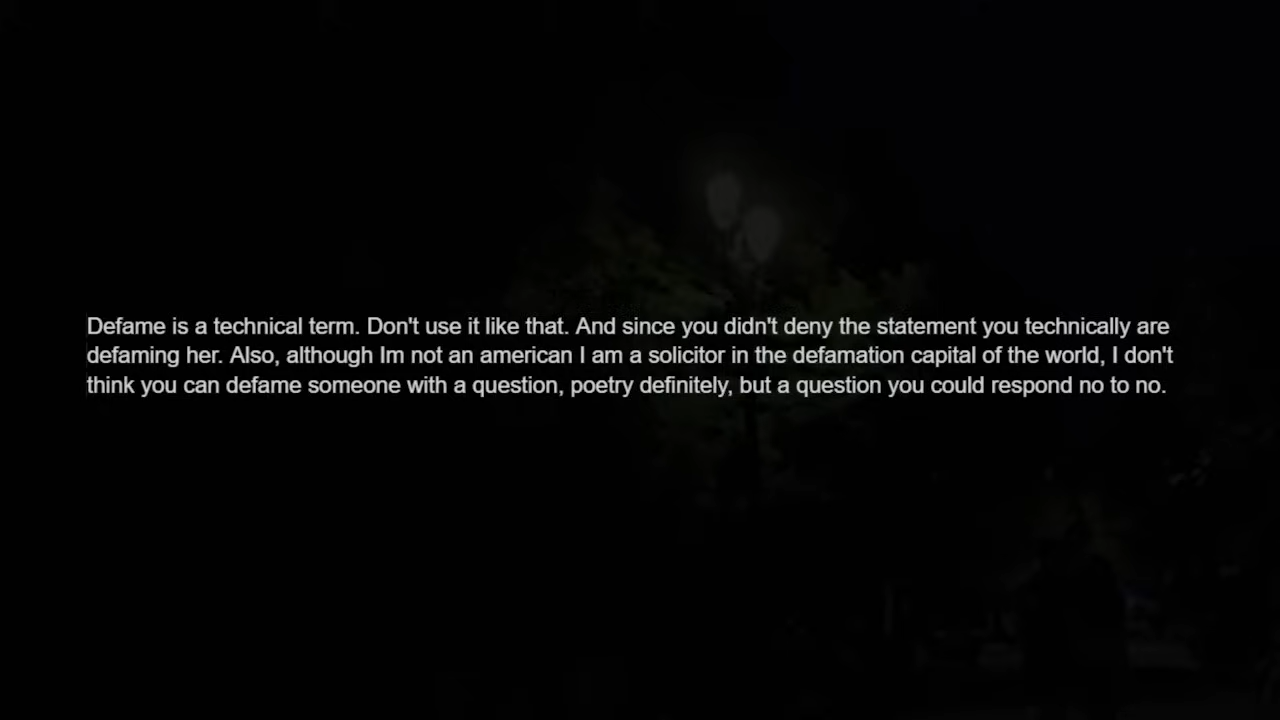 Defame is a technical term. Don't use it like that. And since you didn't deny the statement you technically are
defaming her. Also, although Im not an american I am a solicitor in the defamation capital of the world, I don't
think you can defame someone with a question, poetry definitely, but a question you could respond no to no.